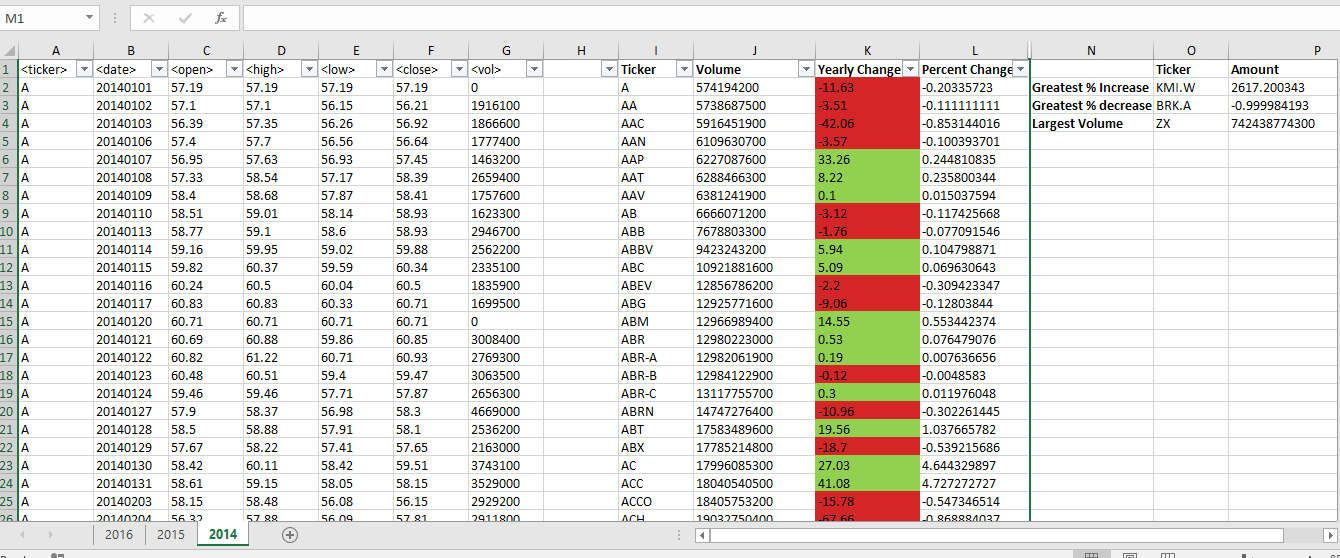 M1 fx
A B C D E F G H I J K L N O P
1 <ticker> <date> <open> <high> <low> <close> <vol> Ticker Volume Yearly Change Percent Change Ticker Amount
2 A 20140101 57.19 57.19 57.19 57.19 0 A 574194200 -11.63 -0.20335723 Greatest % Increase KMI.W 2617.200343
3 A 20140102 57.1 57.1 56.15 56.21 1916100 AA 5738687500 -3.51 -0.111111111 Greatest % decrease BRK.A -0.999984193
4 A 20140103 56.39 57.35 26.26 56.92 1866600 AAC 5916451900 -42.06 -0.853144016 Largest Volume ZX 742438774300
5 A 20140106 57.4 57.7 56.56 56.64 1777400 AAN 6109630700 -3.57 -0.100393701
6 A 20140107 56.95 57.63 56.93 57.45 1463200 AAP 6227087600 33.26 0.244810835
7 A 20140108 57.33 58.54 57.17 58.39 2659400 AAT 6288466300 8.22 0.235800344
8 A 20140109 58.4 58.68 57.87 58.41 1757600 AAV 6381241900 0.1 0.015037594
9 A 20140110 58.51 59.01 58.14 58.93 1623300 AB 6666071200 -3.12 -0.117425668
10 A 20140113 58.77 59.1 58.6 58.93 2946700 ABB 7678803300 -1.76 -0.077091546
11 A 20140114 59.16 59.95 59.02 59.88 2562200 ABBV 9423243200 5.94 0.104798871
12 A 20140115 59.82 60.37 59.59 60.34 2335100 ABC 10921881600 5.09 0.069630643
13 A 20140116 60.24 60.5 60.04 60.5 1835900 ABEV 12856786200 -2.2 -0.309423347
14 A 20140117 60.83 60.83 60.33 60.71 1699500 ABG 12925771600 -9.06 -0.12803844
15 A 20140120 60.71 60.71 60.71 60.71 0 ABM 12966989400 14.55 0.553442374
16 A 20140121 60.69 60.88 59.86 60.85 3008400 ABR 12980223000 0.53 0.076479076
17 A 20140122 60.82 61.22 60.71 60.93 2769300 ABR-A 12982061900 0.19 0.007636656
18 A 20140123 60.48 60.51 59.4 59.47 3063500 ABR-B 12984122900 -0.12 -0.0048583
19 A 20140124 59.46 59.46 57.71 57.87 2656300 ABR-C 13117755700 0.3 0.011976048
20 A 20140127 57.9 58.37 56.98 58.3 4669000 ABRN 14747276400 -10.96 -0.302261445
21 A 20140128 58.5 58.88 57.91 58.1 2536200 ABT 17583489600 19.56 1.037665782
22 A 20140129 57.67 58.22 57.41 57.65 2163000 ABX 17785214800 -18.7 -0.539215686
23 A 20140130 58.42 60.11 58.42 59.51 3743100 AC 17996085300 27.03 4.644329897
24 A 20140131 58.61 59.15 58.05 58.15 3529000 ACC 18040540500 41.08 4.727272727
25 A 20140203 58.15 58.48 56.08 56.15 2929200 ACCO 18405753200 -15.78 -0.547346514
26 A 20140204 56.32 57.88 56.09 57.81 2911800 ACH 19032750400 -67.66 -0.868884037
2016 2015 2014